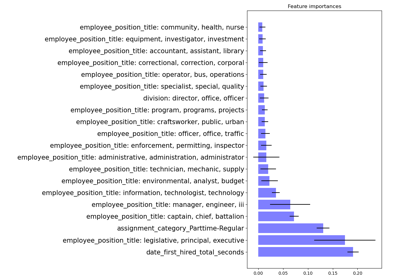 Feature importances
employee_position_title: community, health, nurse
employee_position_title: equipment, investigator, investment
employee_position_title: accountant, assistant, library
employee_position_title: correctional, correction, corporal
employee_position_title: operator, bus, operations
employee_position_title: specialist, special, quality
division: director, office, officer
employee_position_title: program, programs, projects
employee_position_title: craftsworker, public, urban
employee_position_title: officer, office, traffic
employee_position_title: enforcement, permitting, inspector
employee_position_title: administrative, administration, administrator
employee_position_title: technician, mechanic, supply
employee_position_title: environmental, analyst, budget
employee_position_title: information, technologist, technology
employee_position_title: manager, engineer, iii
employee_position_title: captain, chief, battalion
assignment_category_Parttime-Regular
employee_position_title: legislative, principal, executive
date_first_hired_total_seconds
0.00 0.05 0.10 0.15 0.20